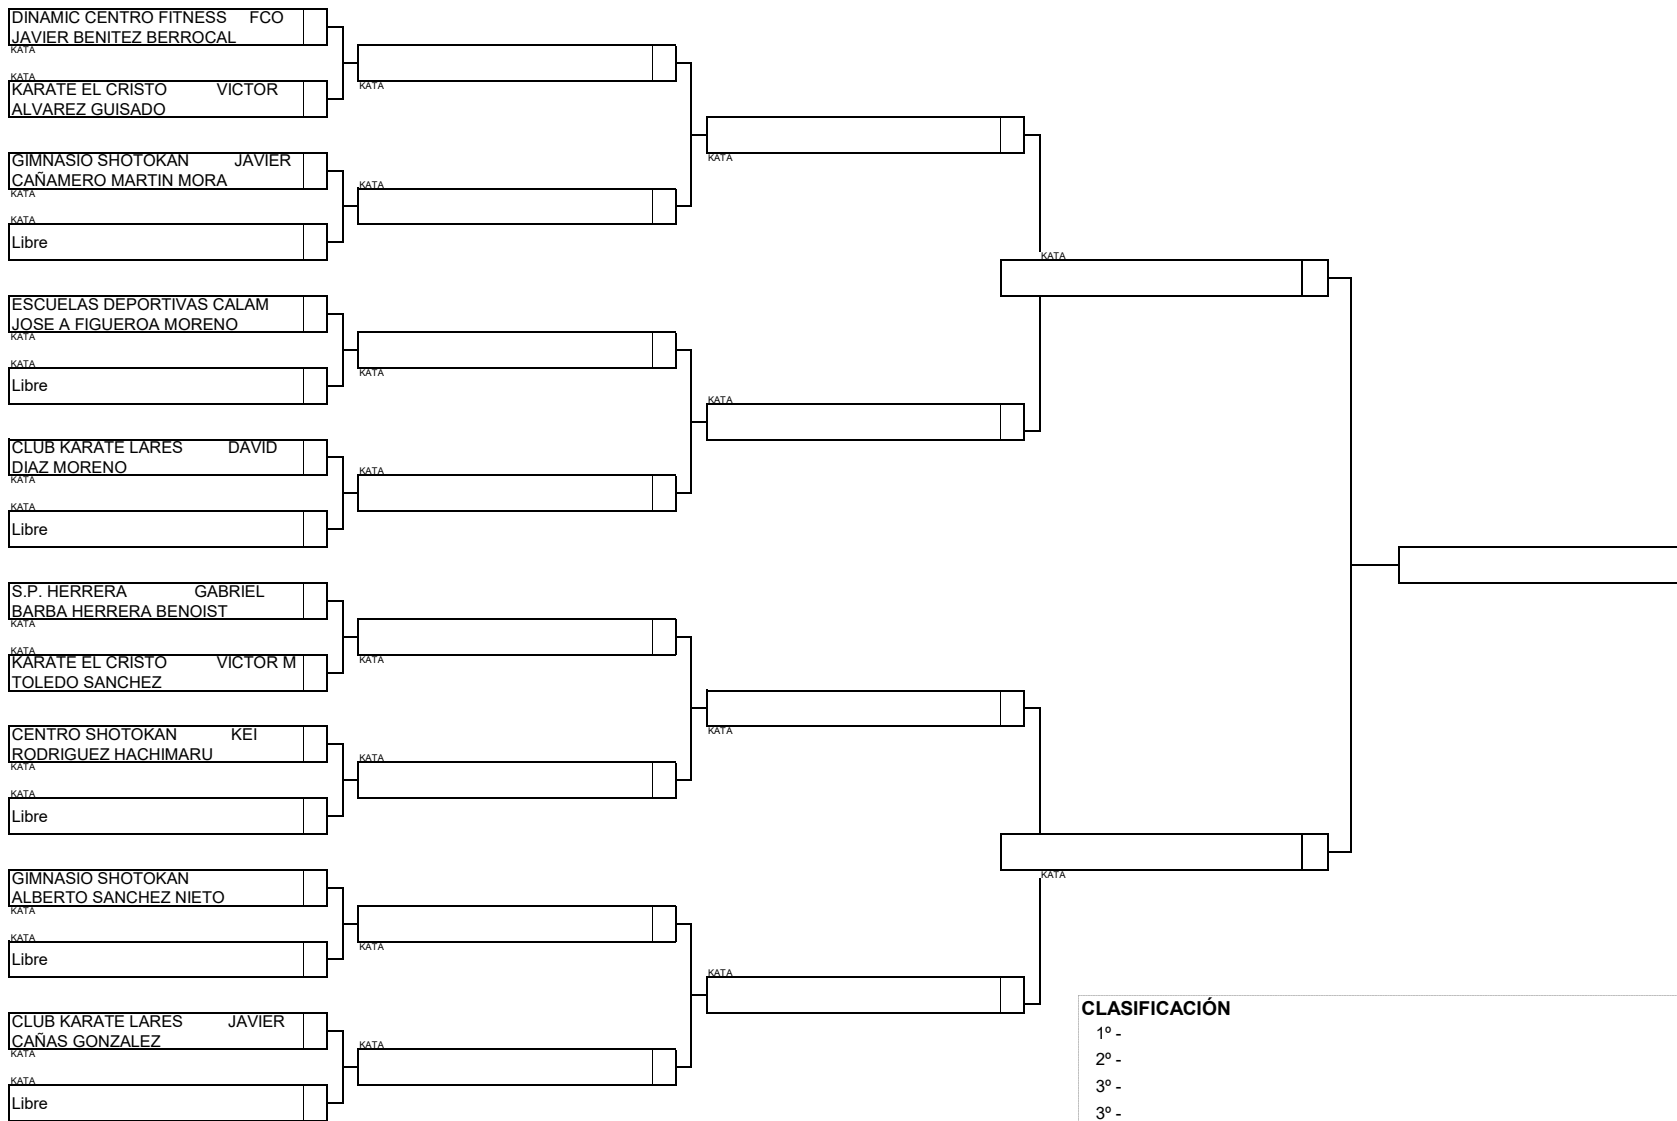 DINAMIC CENTRO FITNESS FCO
JAVIER BENITEZ BERROCAL
KATA
KATA
KARATE EL CRISTO VICTOR
ALVAREZ GUISADO
GIMNASIO SHOTOKAN JAVIER
CAÑAMERO MARTIN MORA
KATA
KATA
Libre
ESCUELAS DEPORTIVAS CALAM
JOSE A FIGUEROA MORENO
KATA
KATA
Libre
CLUB KARATE LARES DAVID
DIAZ MORENO
KATA
KATA
Libre
S.P. HERRERA GABRIEL
BARBA HERRERA BENOIST
KATA
KATA
KARATE EL CRISTO VICTOR M
TOLEDO SANCHEZ
CENTRO SHOTOKAN KEI
RODRIGUEZ HACHIMARU
KATA
KATA
Libre
GIMNASIO SHOTOKAN
ALBERTO SANCHEZ NIETO
KATA
KATA
Libre
CLUB KARATE LARES JAVIER
CAÑAS GONZALEZ
KATA
KATA
Libre
KATA
KATA
KATA
KATA
KATA
KATA
KATA
KATA
KATA
KATA
KATA
KATA
KATA
KATA
CLASIFICACIÓN
1º -
2º -
3º -
3º -